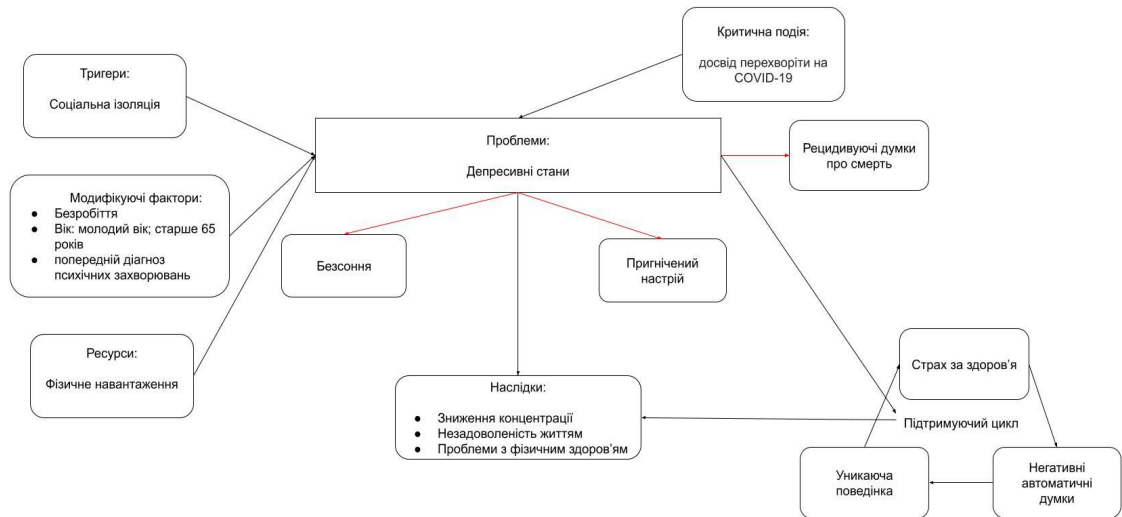 Критична подія:
досвід перехворіти на
COVID-19
Тригери:
Соціальна ізоляція
Проблеми:
Депресивні стани
Рецидивуючі думки
про смерть
Модифікуючі фактори:
● Безробіття
● Вік: молодий вік; старше 65
років
● попередній діагноз
психічних захворювань
Безсоння
Пригнічений
настрій
Ресурси:
Фізичне навантаження
Наслідки:
● Зниження концентрації
● Незадоволеність життям
● Проблеми з фізичним здоров’ям
Страх за здоров’я
Підтримуючий цикл
Уникаюча
поведінка
Негативні
автоматичні
думки